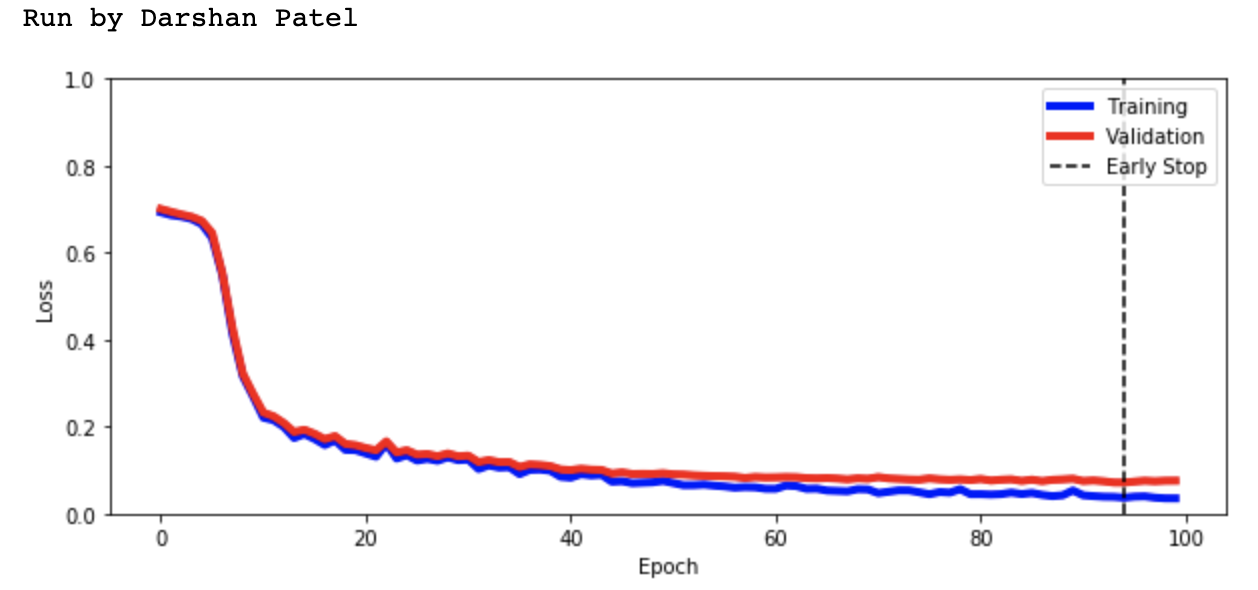 Run by Darshan Patel
1.0
0.8
0.6
0.4
0.2
0.0
Loss
Training
Validation
Early Stop
0 20 40 60 80 100
Epoch